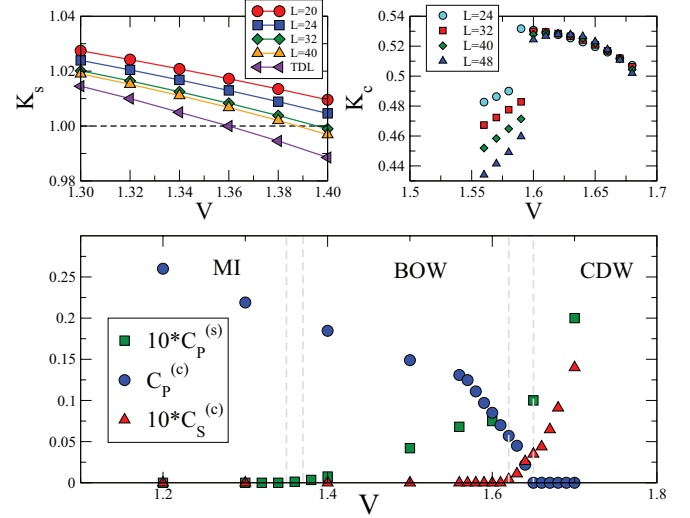 K_s
1.04
1.02
1.00
0.98
1.30 1.32 1.34 1.36 1.38 1.40
V
L=20
L=24
L=32
L=40
TDL
K_c
0.53
0.5
0.48
0.46
0.44
1.5 1.55 1.6 1.65 1.7
V
L=24
L=32
L=40
L=48
0.25
0.2
0.15
0.1
0.05
0
MI BOW CDW
10*C_P^(s)
C_P^(c)
10*C_S^(c)
1.2 1.4 1.6 1.8
V